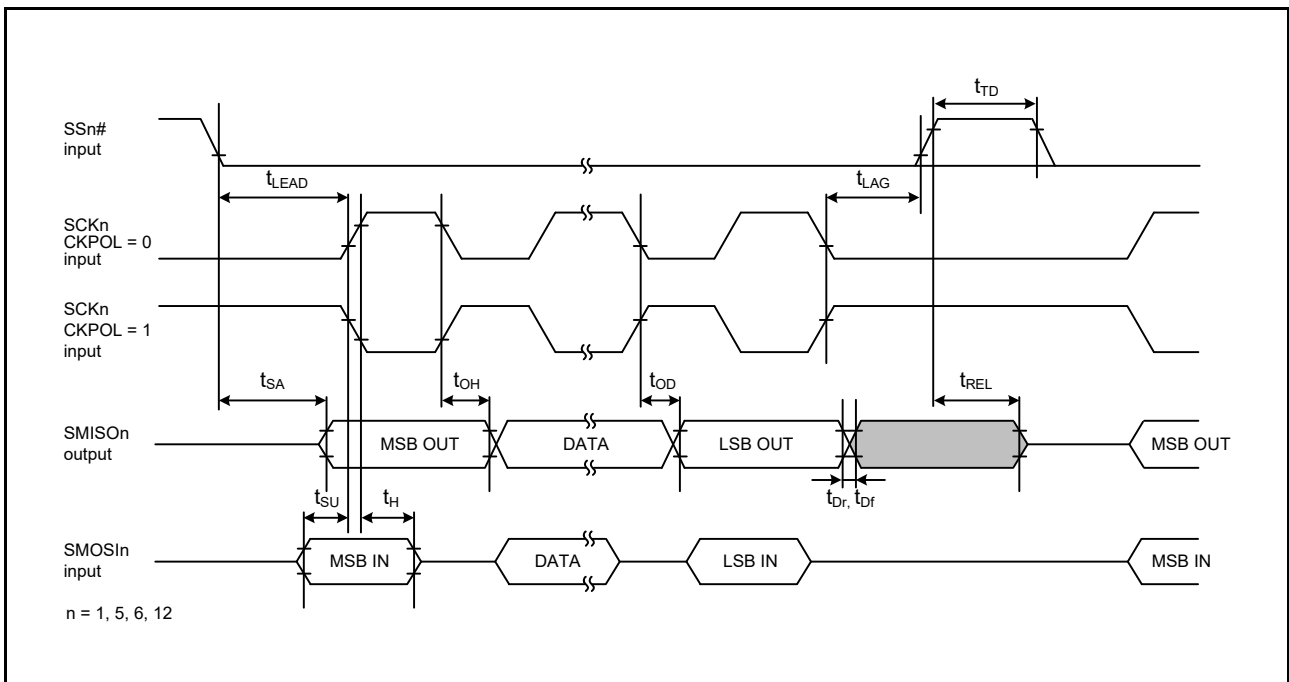 tTD
SSn#
input
tLEAD
tLAG
SCKn
CKPOL = 0
input
SCKn
CKPOL = 1
input
tSA
tOH
tOD
tREL
SMISOn
output
MSB OUT
DATA
LSB OUT
MSB OUT
tSU
tH
tDr, tDf
SMOSIn
input
MSB IN
DATA
LSB IN
MSB IN
n = 1, 5, 6, 12